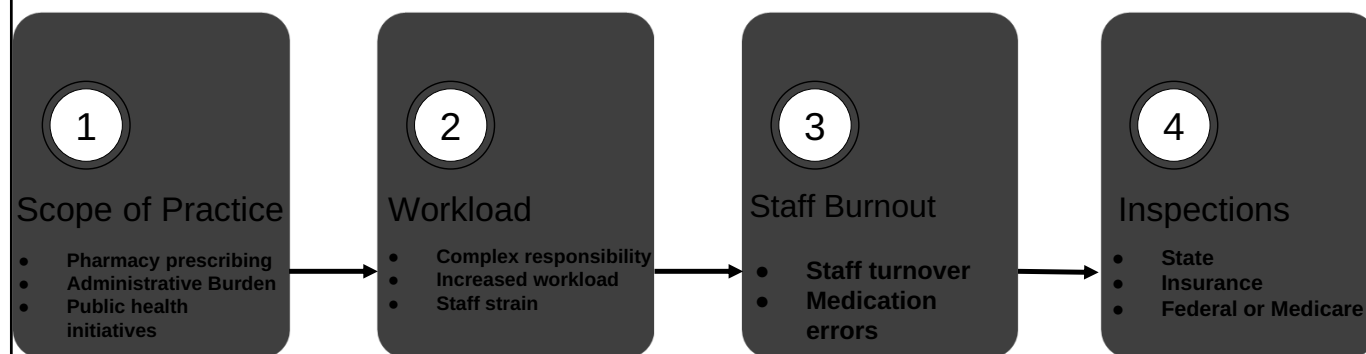 1
Scope of Practice
● Pharmacy prescribing
● Administrative Burden
● Public health
initiatives
2
Workload
● Complex responsibility
● Increased workload
● Staff strain
3
Staff Burnout
● Staff turnover
● Medication
errors
4
Inspections
● State
● Insurance
● Federal or Medicare